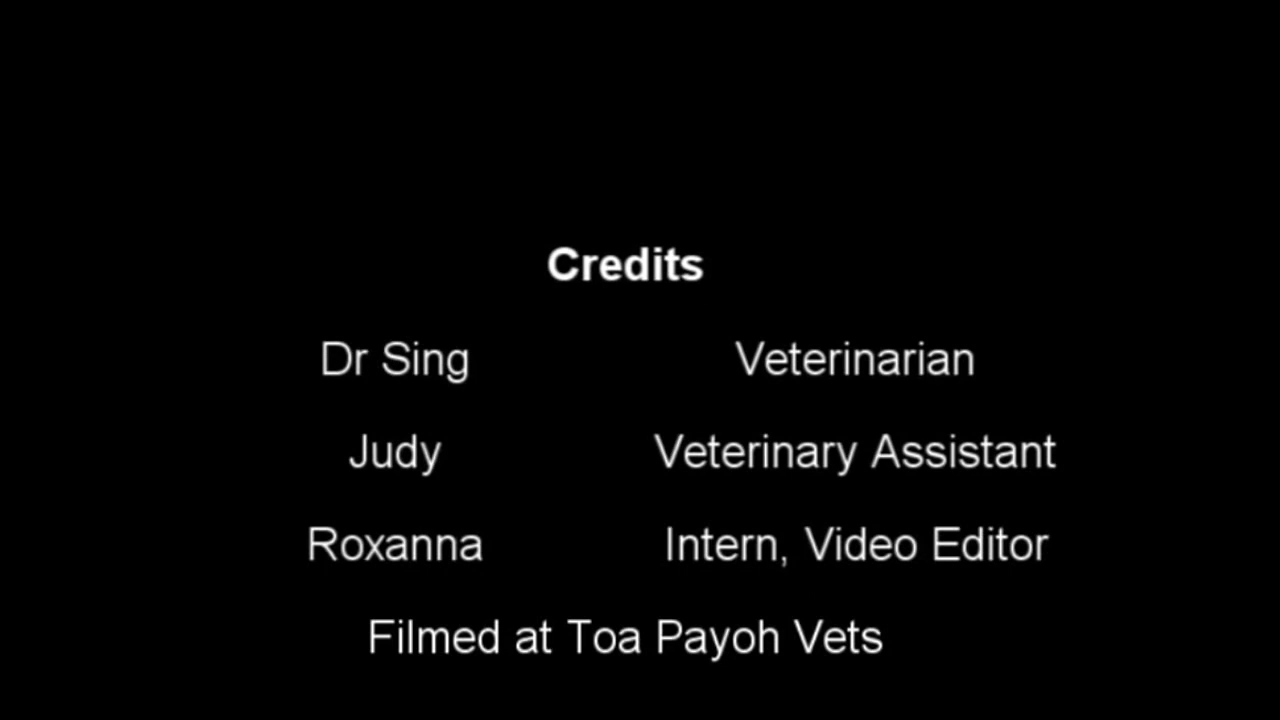 Credits
Dr Sing Veterinarian
Judy Veterinary Assistant
Roxanna Intern, Video Editor
Filmed at Toa Payoh Vets